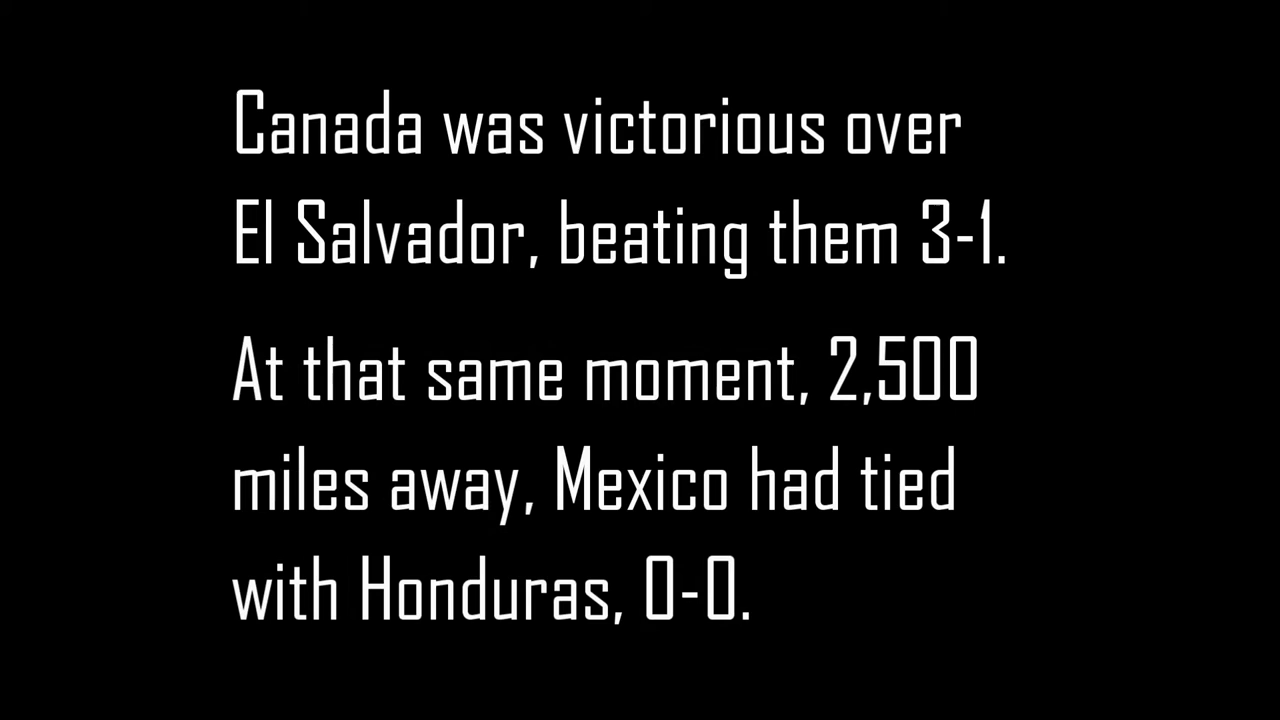 Canada was victorious over
El Salvador, beating them 3-1.
At that same moment, 2,500
miles away, Mexico had tied
with Honduras, 0-0.